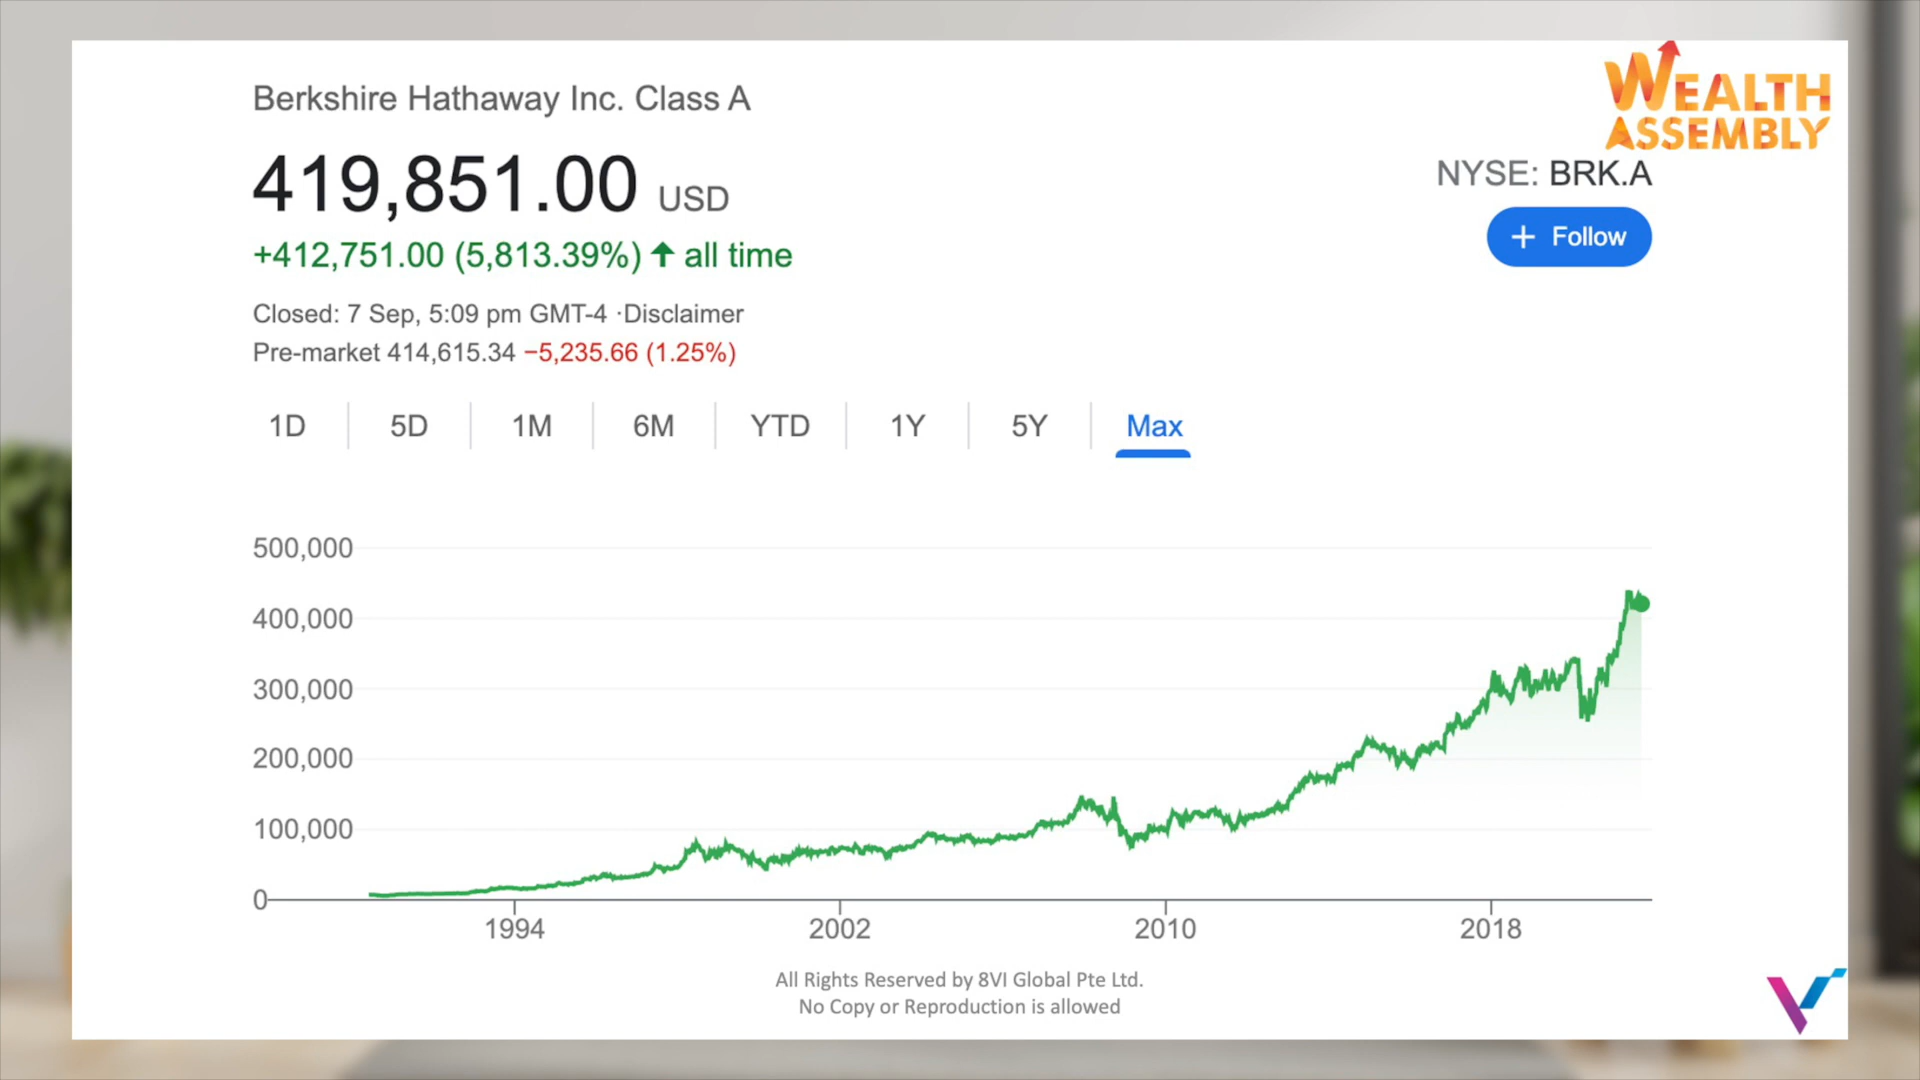 WEALTH
ASSEMBLY
Berkshire Hathaway Inc. Class A
419,851.00 USD
NYSE: BRK.A
+412,751.00 (5,813.39%) ↑ all time
+ Follow
Closed: 7 Sep, 5:09 pm GMT-4 ·Disclaimer
Pre-market 414,615.34 −5,235.66 (1.25%)
1D 5D 1M 6M YTD 1Y 5Y Max
500,000
400,000
300,000
200,000
100,000
0
1994 2002 2010 2018
All Rights Reserved by 8VI Global Pte Ltd.
No Copy or Reproduction is allowed